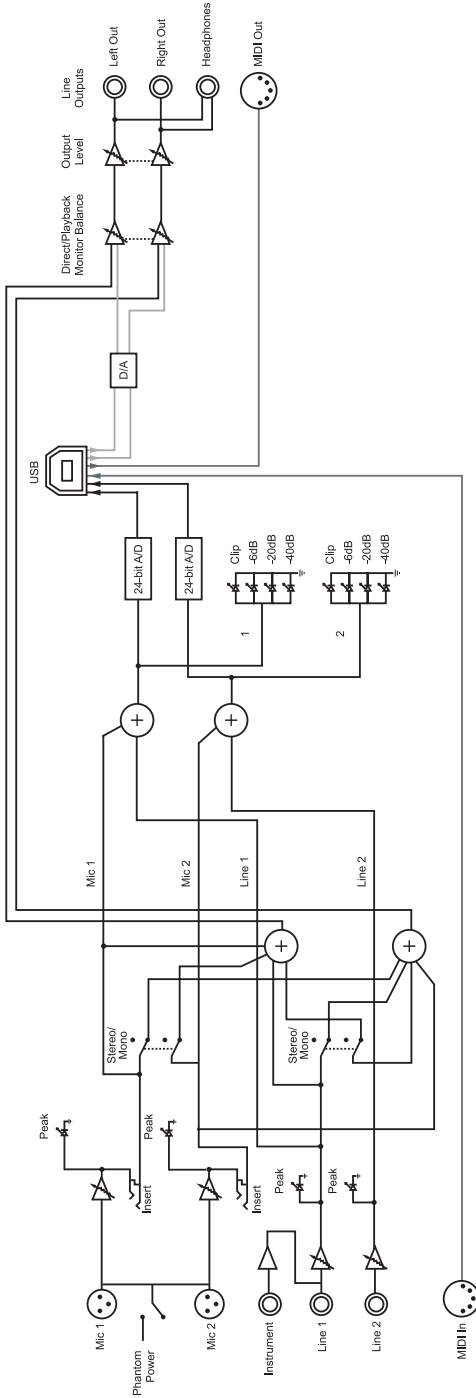 Line
Outputs
Left Out
Right Out
Headphones
MIDI Out
Output
Level
Direct/Playback
Monitor Balance
D/A
USB
24-bit A/D
24-bit A/D
Clip
-6dB
-20dB
-40dB
1
Clip
-6dB
-20dB
-40dB
2
+
+
Mic 1
Mic 2
Line 1
Line 2
+
+
Stereo/
Mono
Stereo/
Mono
Peak
Peak
Insert
Insert
Peak
Peak
Mic 1
Phantom
Power
Mic 2
Instrument
Line 1
Line 2
MIDI In